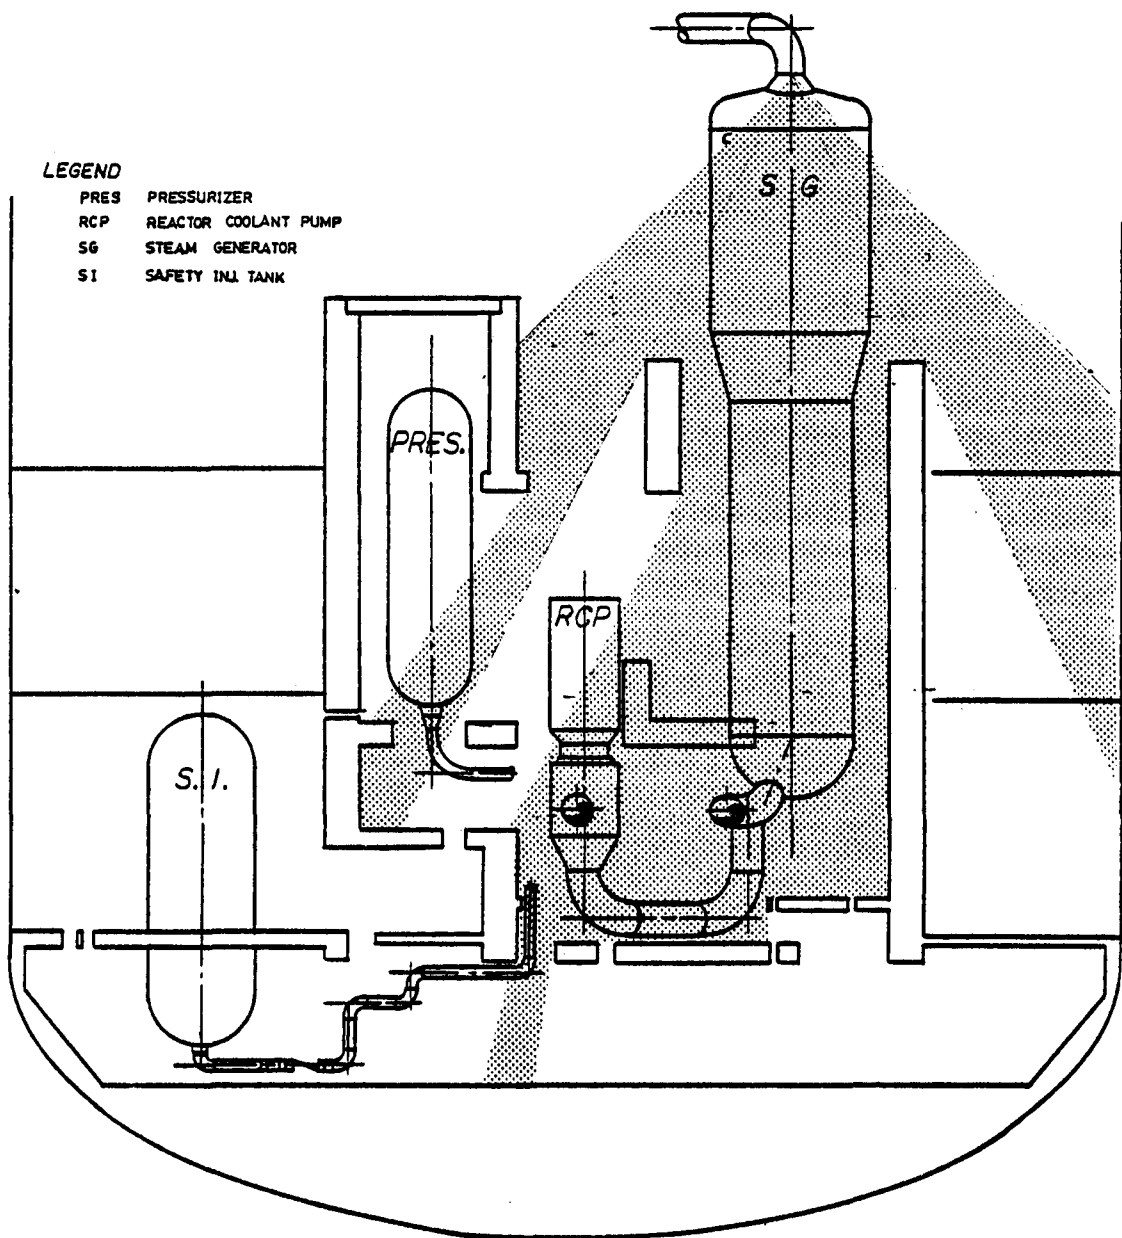 LEGEND
PRES PRESSURIZER
RCP REACTOR COOLANT PUMP
SG STEAM GENERATOR
SI SAFETY INJ. TANK
C
S G
PRES.
RCP
S. I.